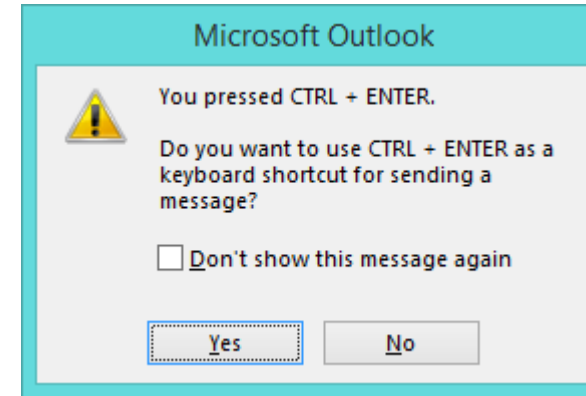 Microsoft Outlook
You pressed CTRL + ENTER.
Do you want to use CTRL + ENTER as a
keyboard shortcut for sending a
message?
Don't show this message again
Yes
No